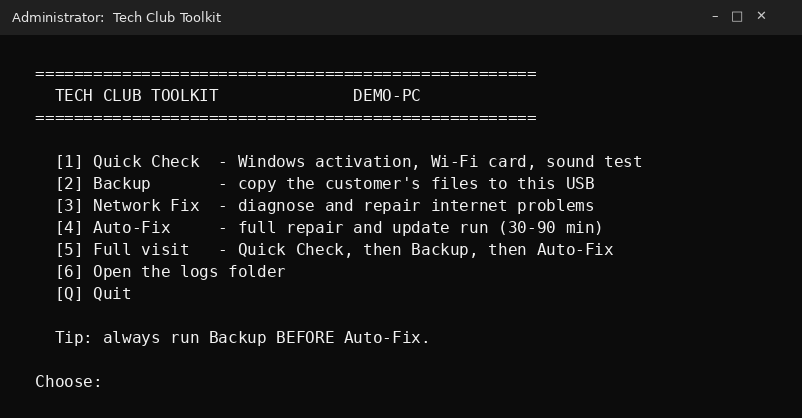 Administrator: Tech Club Toolkit
====================================================
TECH CLUB TOOLKIT DEMO-PC
====================================================
[1] Quick Check - Windows activation, Wi-Fi card, sound test
[2] Backup - copy the customer's files to this USB
[3] Network Fix - diagnose and repair internet problems
[4] Auto-Fix - full repair and update run (30-90 min)
[5] Full visit - Quick Check, then Backup, then Auto-Fix
[6] Open the logs folder
[Q] Quit
Tip: always run Backup BEFORE Auto-Fix.
Choose: